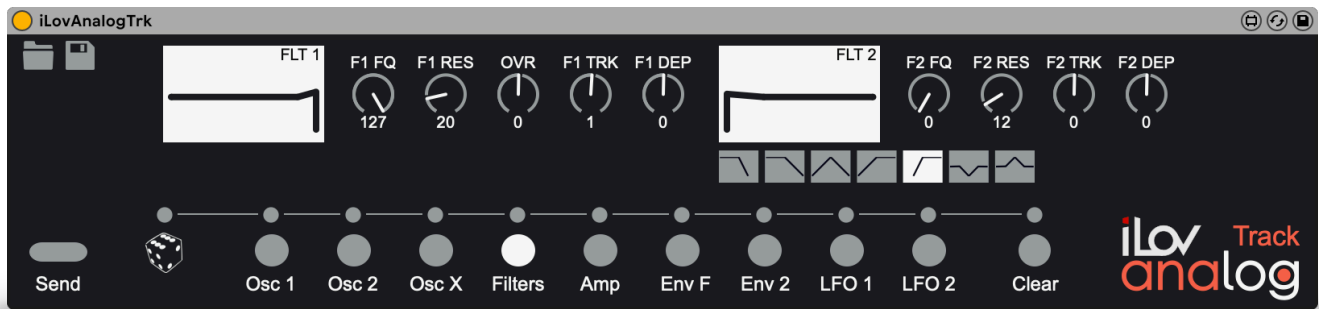 iLovAnalogTrk
FLT 1
F1 FQ
F1 RES
OVR
F1 TRK
F1 DEP
127
20
0
1
0
FLT 2
F2 FQ
F2 RES
F2 TRK
F2 DEP
0
12
0
0
Send
Osc 1
Osc 2
Osc X
Filters
Amp
Env F
Env 2
LFO 1
LFO 2
Clear
iLov Track
analog